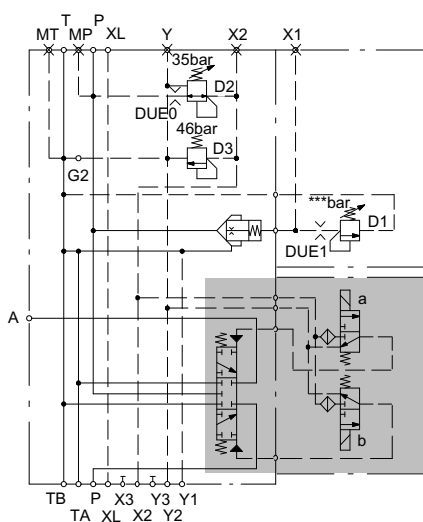 T P
MT MP XL Y X2 X1
35bar
D2
DUE0
46bar
D3
G2
***bar
D1
DUE1
a
A
b
TB P X3 Y3 Y1
TA XL X2 Y2